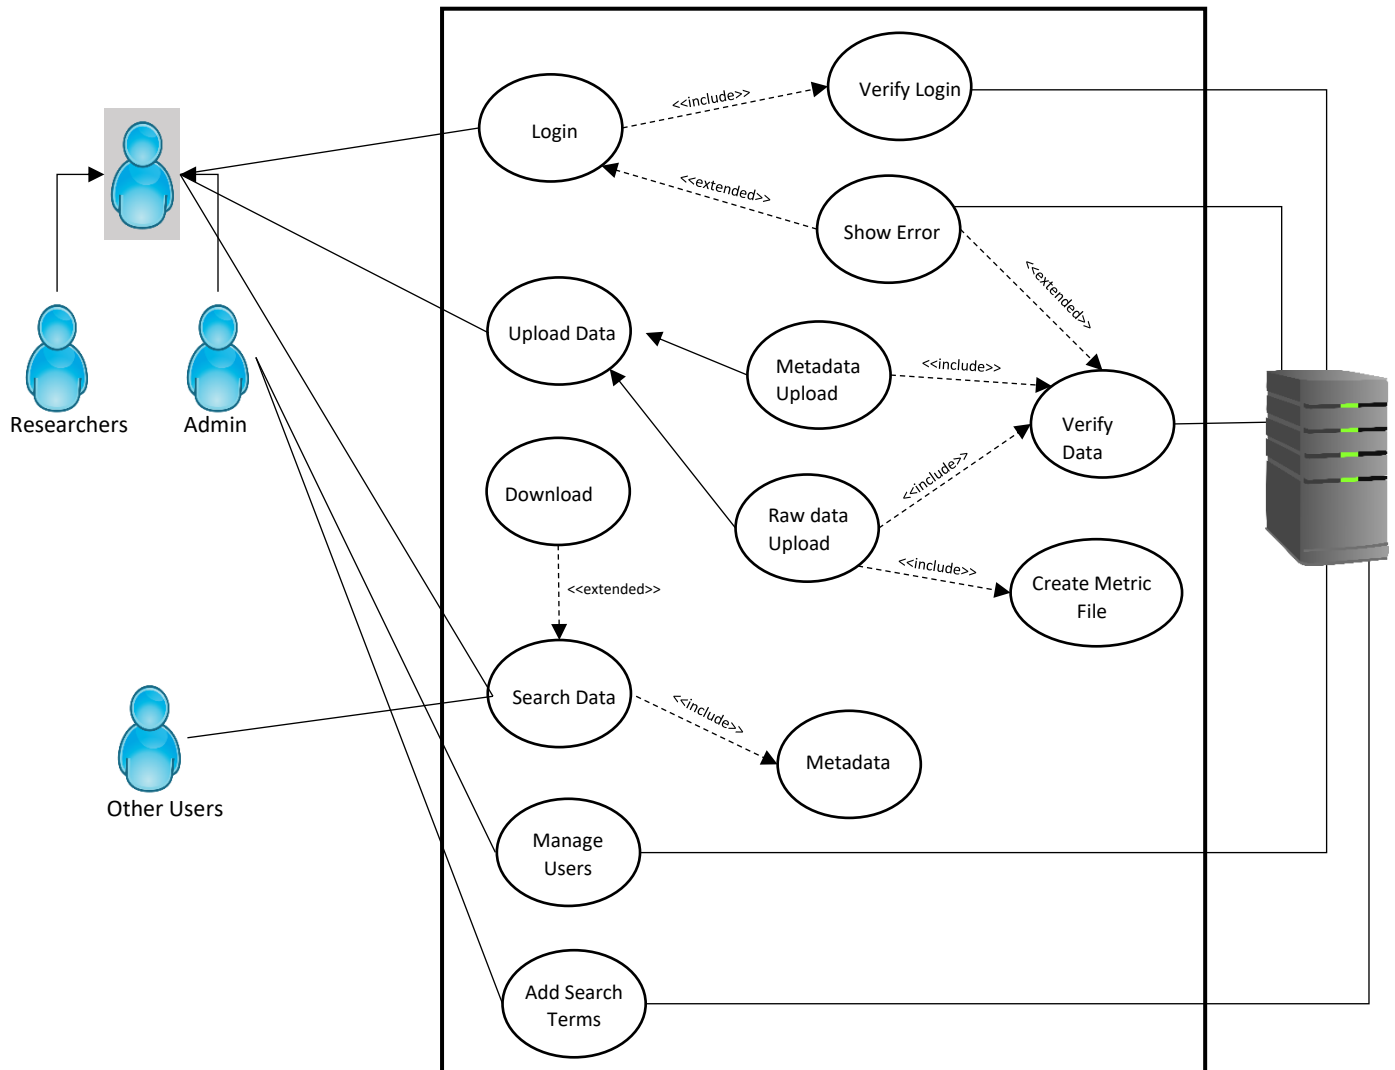 Verify Login
<<include>>
Login
<<extended>>
Show Error
<<extended>>
Upload Data
Metadata
Upload
<<include>>
Researchers
Admin
Verify
Data
<<include>>
Download
Raw data
Upload
<<include>>
Create Metric
File
<<extended>>
Search Data
<<include>>
Metadata
Other Users
Manage
Users
Add Search
Terms